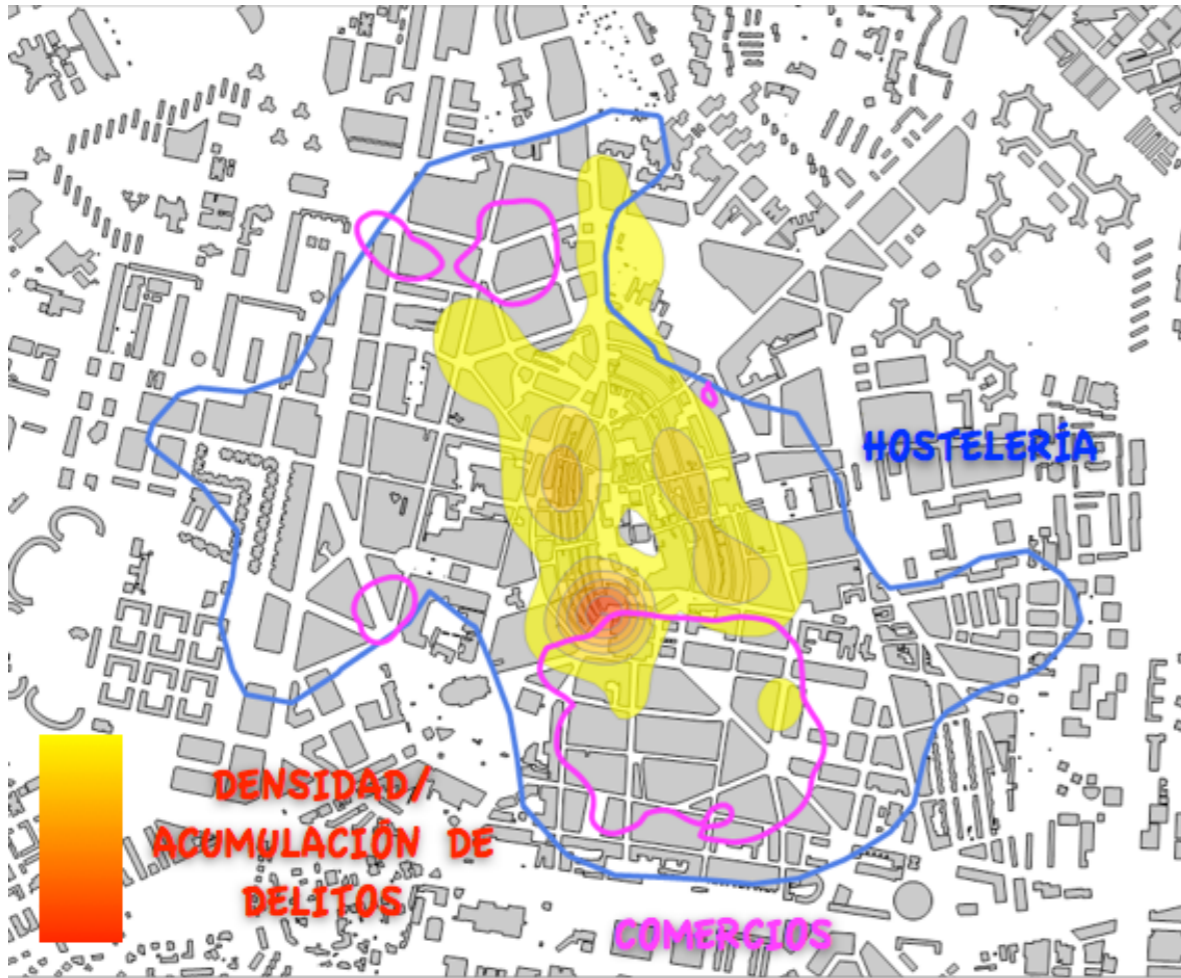 HOSTELERÍA
DENSIDAD/
ACUMULACIÓN DE
DELITOS
COMERCIOS